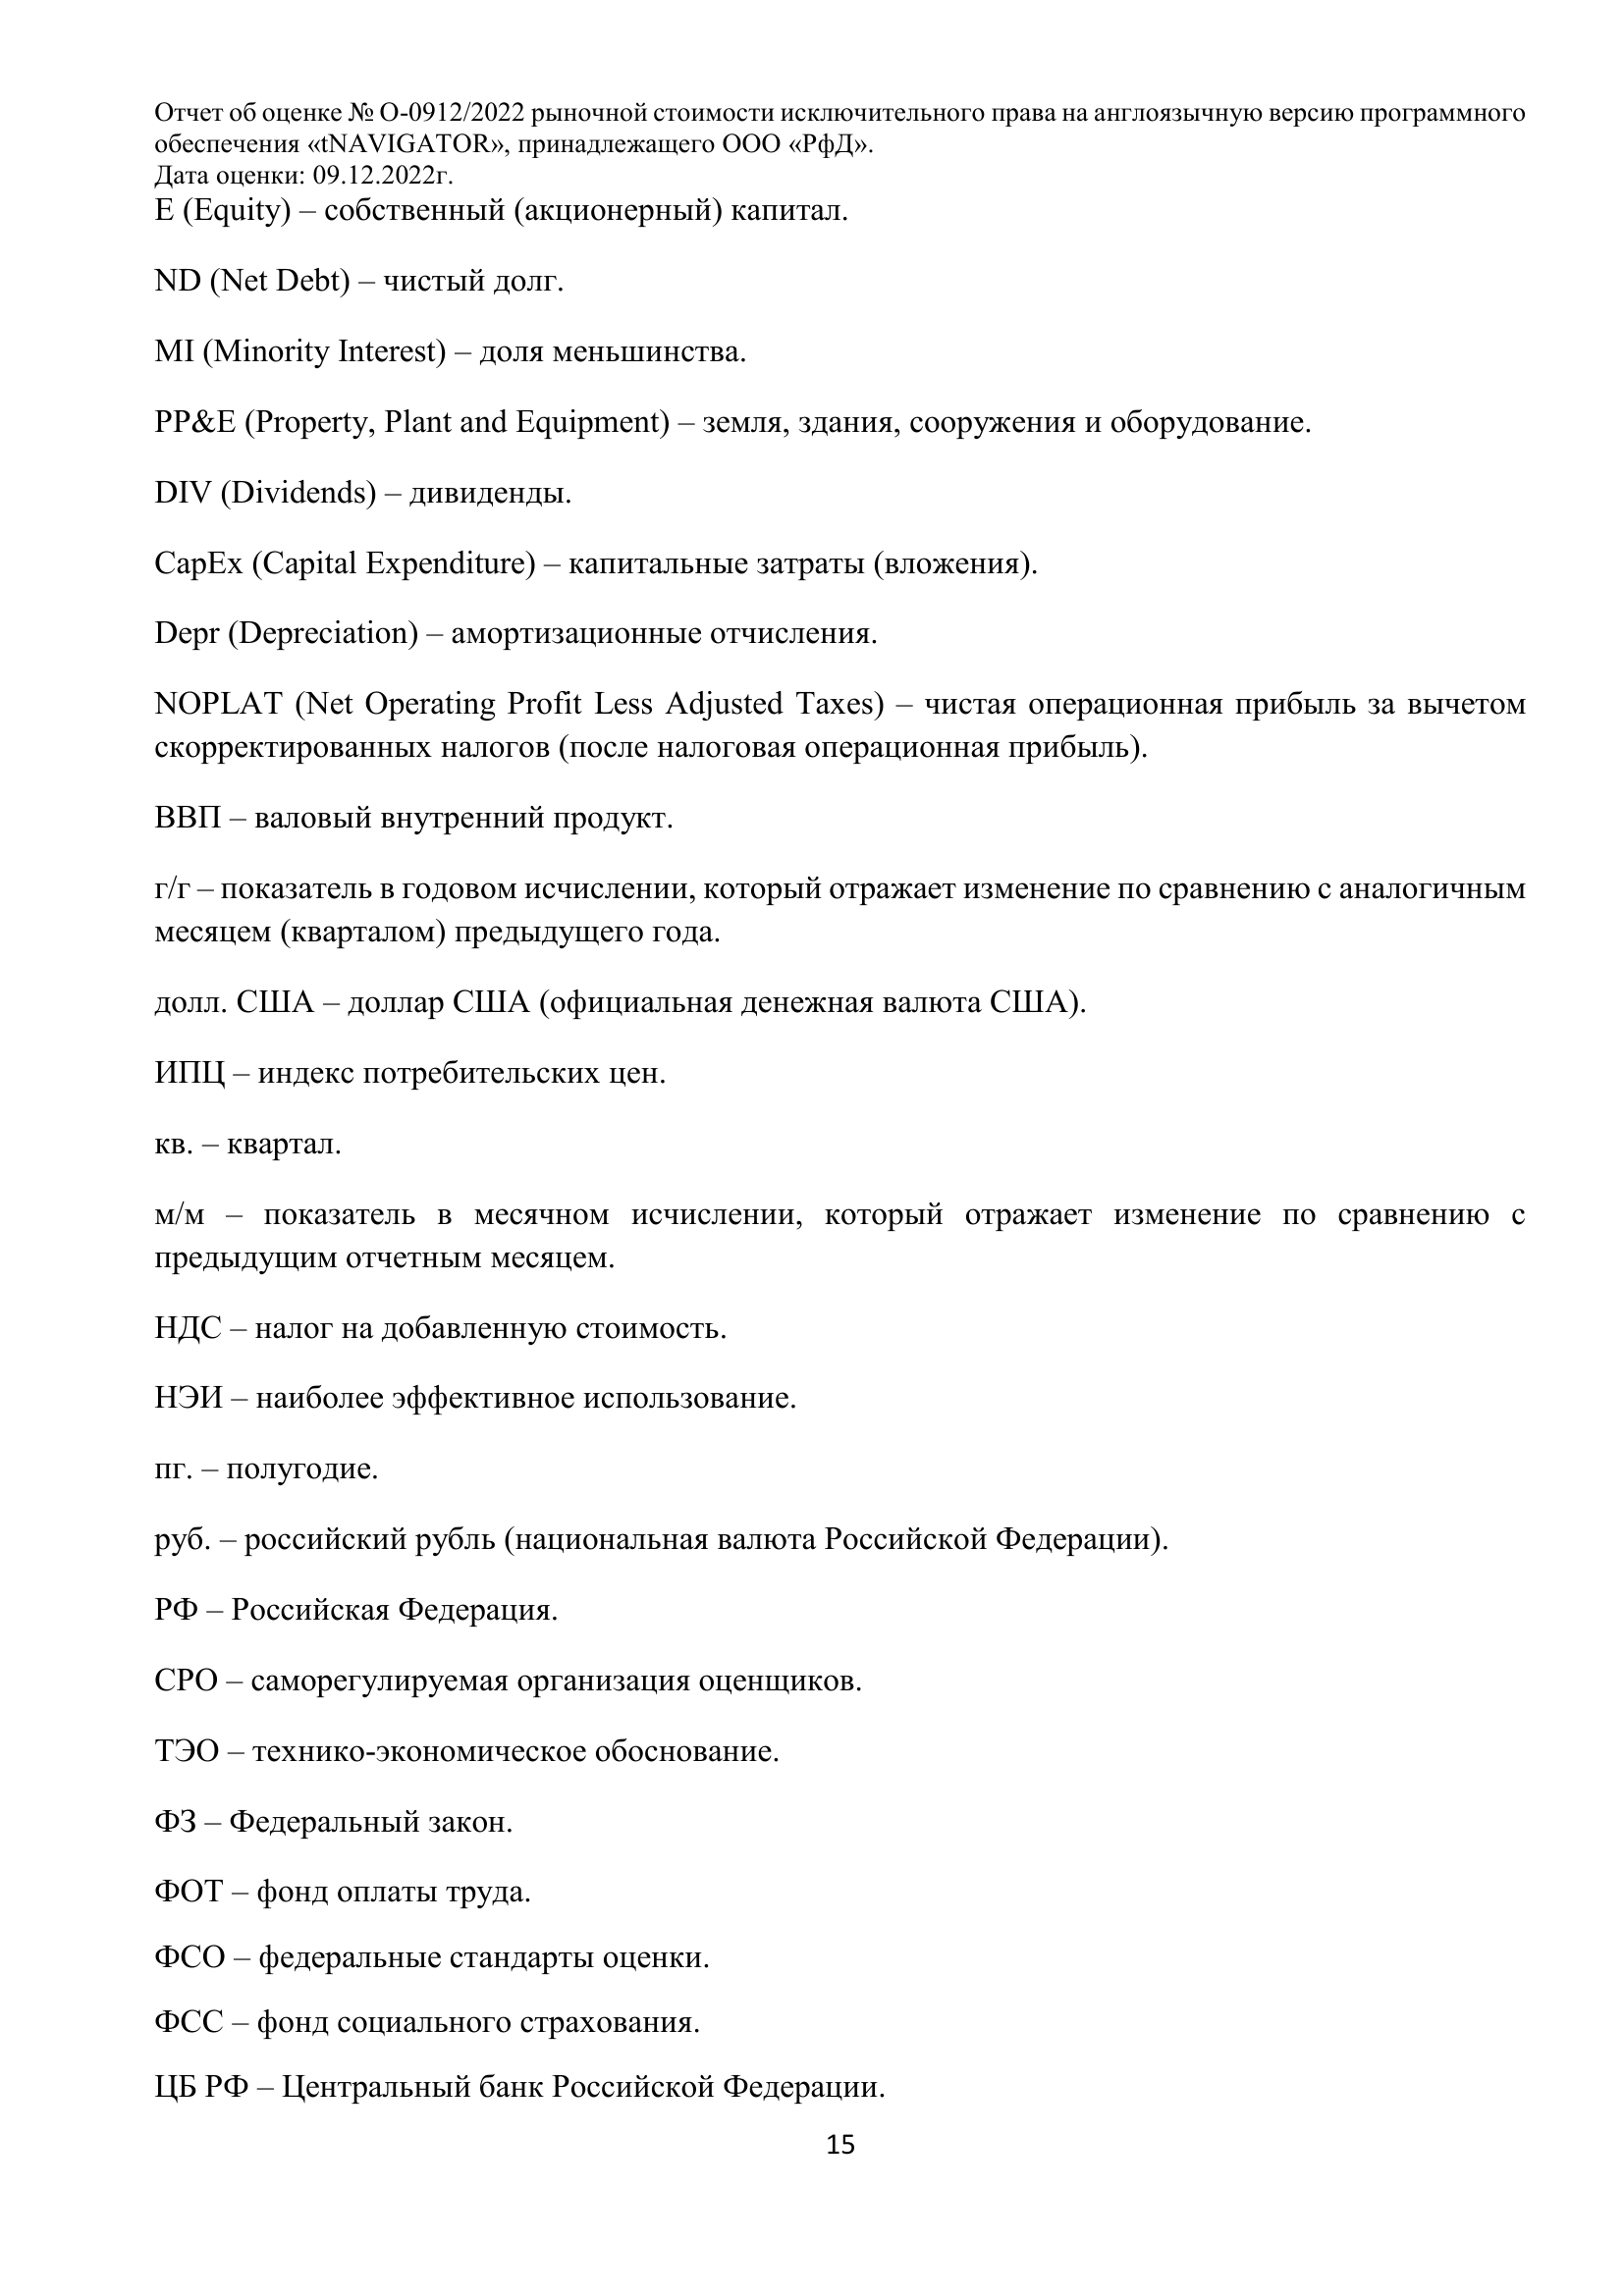 Отчет об оценке № О-0912/2022 рыночной стоимости исключительного права на англоязычную версию программного
обеспечения «tNAVIGATOR», принадлежащего ООО «РфД».
Дата оценки: 09.12.2022г.
E (Equity) – собственный (акционерный) капитал.
ND (Net Debt) – чистый долг.
MI (Minority Interest) – доля меньшинства.
PP&E (Property, Plant and Equipment) – земля, здания, сооружения и оборудование.
DIV (Dividends) – дивиденды.
CapEx (Capital Expenditure) – капитальные затраты (вложения).
Depr (Depreciation) – амортизационные отчисления.
NOPLAT (Net Operating Profit Less Adjusted Taxes) – чистая операционная прибыль за вычетом
скорректированных налогов (после налоговая операционная прибыль).
ВВП – валовый внутренний продукт.
г/г – показатель в годовом исчислении, который отражает изменение по сравнению с аналогичным
месяцем (кварталом) предыдущего года.
долл. США – доллар США (официальная денежная валюта США).
ИПЦ – индекс потребительских цен.
кв. – квартал.
м/м – показатель в месячном исчислении, который отражает изменение по сравнению с
предыдущим отчетным месяцем.
НДС – налог на добавленную стоимость.
НЭИ – наиболее эффективное использование.
пг. – полугодие.
руб. – российский рубль (национальная валюта Российской Федерации).
РФ – Российская Федерация.
СРО – саморегулируемая организация оценщиков.
ТЭО – технико-экономическое обоснование.
ФЗ – Федеральный закон.
ФОТ – фонд оплаты труда.
ФСО – федеральные стандарты оценки.
ФСС – фонд социального страхования.
ЦБ РФ – Центральный банк Российской Федерации.
15